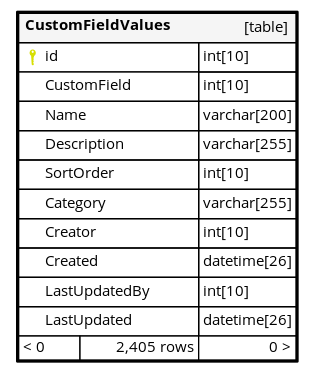 CustomFieldValues [table]
id int[10]
CustomField int[10]
Name varchar[200]
Description varchar[255]
SortOrder int[10]
Category varchar[255]
Creator int[10]
Created datetime[26]
LastUpdatedBy int[10]
LastUpdated datetime[26]
< 0 2,405 rows 0 >